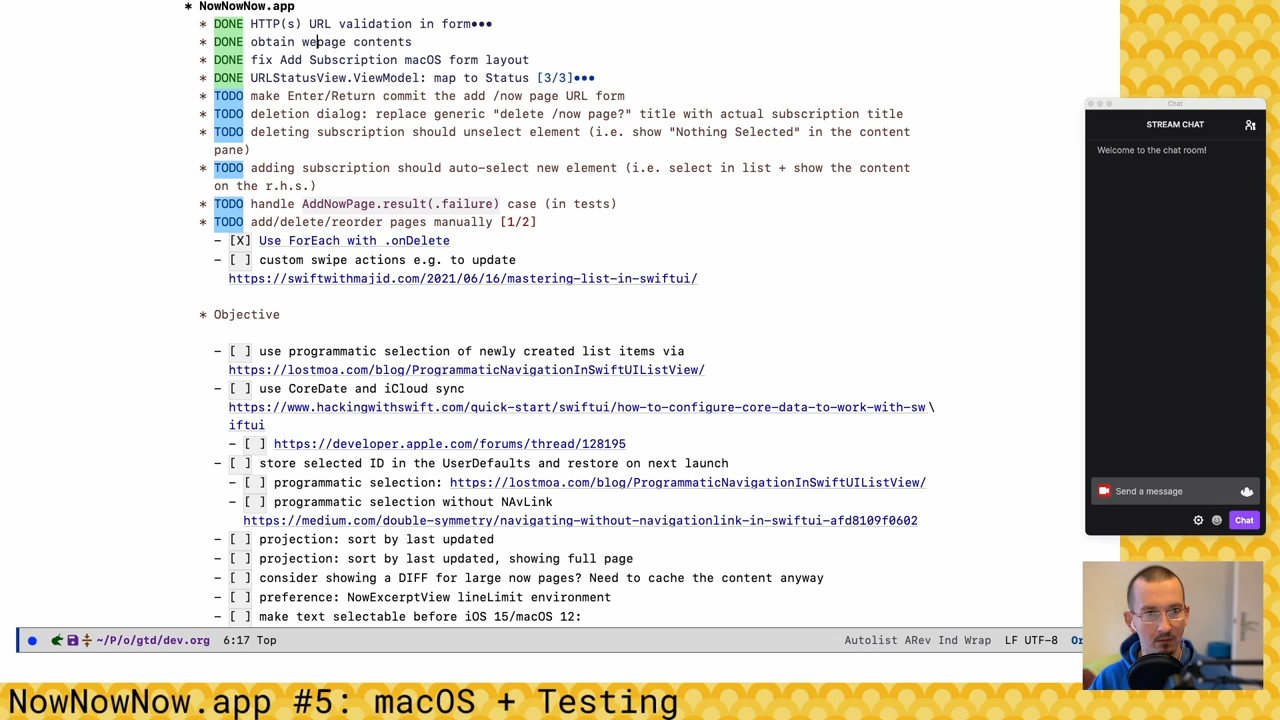 * NowNowNow.app
* DONE HTTP(s) URL validation in form•••
* DONE obtain webpage contents
* DONE fix Add Subscription macOS form layout
* DONE URLStatusView.ViewModel: map to Status [3/3]•••
* TODO make Enter/Return commit the add /now page URL form
* TODO deletion dialog: replace generic "delete /now page?" title with actual subscription title
* TODO deleting subscription should unselect element (i.e. show "Nothing Selected" in the content
pane)
* TODO adding subscription should auto-select new element (i.e. select in list + show the content
on the r.h.s.)
* TODO handle AddNowPage.result(.failure) case (in tests)
* TODO add/delete/reorder pages manually [1/2]
– [X] Use ForEach with .onDelete
– [ ] custom swipe actions e.g. to update
https://swiftwithmajid.com/2021/06/16/mastering-list-in-swiftui/
* Objective
– [ ] use programmatic selection of newly created list items via
https://lostmoa.com/blog/ProgrammaticNavigationInSwiftUIListView/
– [ ] use CoreDate and iCloud sync
https://www.hackingwithswift.com/quick-start/swiftui/how-to-configure-core-data-to-work-with-sw\
iftui
– [ ] https://developer.apple.com/forums/thread/128195
– [ ] store selected ID in the UserDefaults and restore on next launch
– [ ] programmatic selection: https://lostmoa.com/blog/ProgrammaticNavigationInSwiftUIListView/
– [ ] programmatic selection without NAvLink
https://medium.com/double-symmetry/navigating-without-navigationlink-in-swiftui-afd8109f0602
– [ ] projection: sort by last updated
– [ ] projection: sort by last updated, showing full page
– [ ] consider showing a DIFF for large now pages? Need to cache the content anyway
– [ ] preference: NowExcerptView lineLimit environment
– [ ] make text selectable before iOS 15/macOS 12:
~/P/o/gtd/dev.org 6:17 Top Autolist ARev Ind Wrap LF UTF-8 Or
Chat
STREAM CHAT
Welcome to the chat room!
Send a message
Chat
NowNowNow.app #5: macOS + Testing